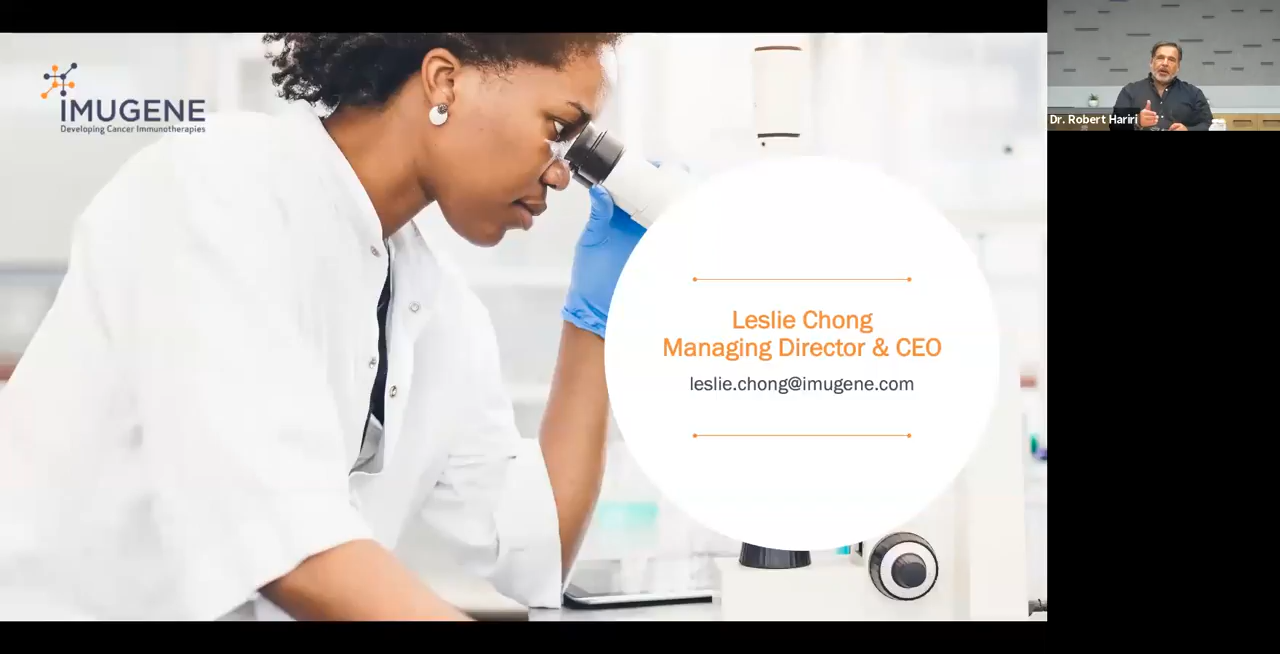 IMUGENE
Developing Cancer Immunotherapies
Dr. Robert Hariri
Leslie Chong
Managing Director & CEO
leslie.chong@imugene.com